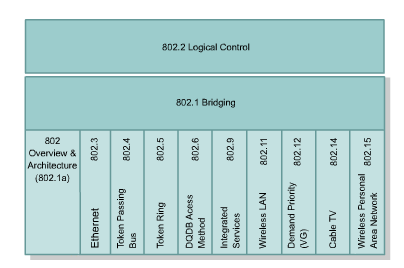 802.2 Logical Control
802.1 Bridging
802
Overview &
Architecture
(802.1a)
802.3
Ethernet
802.4
Token Passing
Bus
802.5
Token Ring
802.6
DQDB Acess
Method
802.9
Integrated
Services
802.11
Wireless LAN
802.12
Demand Priority
(VG)
802.14
Cable TV
802.15
Wireless Personal
Area Network